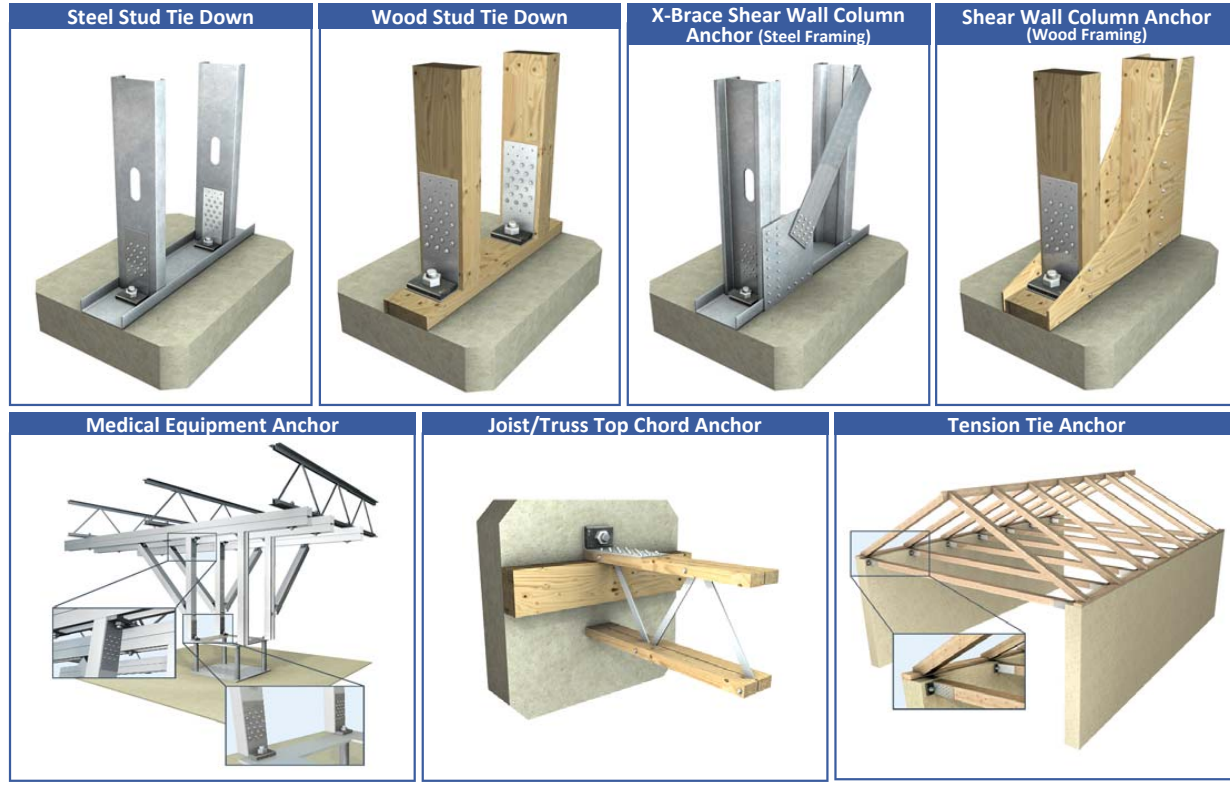 Steel Stud Tie Down
Wood Stud Tie Down
X-Brace Shear Wall Column
Anchor (Steel Framing)
Shear Wall Column Anchor
(Wood Framing)
Medical Equipment Anchor
Joist/Truss Top Chord Anchor
Tension Tie Anchor